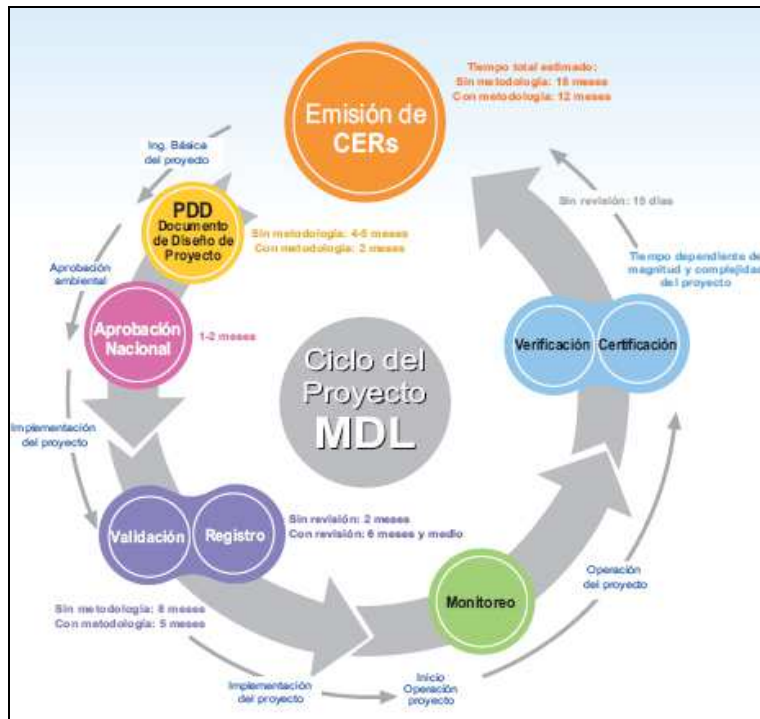 Tiempo total estimado:
Sin metodología: 18 meses
Con metodología: 12 meses
Emisión de
CERs
Ing. Básica
del proyecto
PDD
Documento
de Diseño de
Proyecto
Sin metodología: 4-5 meses
Con metodología: 2 meses
Sin revisión: 15 días
Aprobación
ambiental
Tiempo dependiente de
magnitud y complejidad
del proyecto
Aprobación
Nacional
1-2 meses
Verificación
Certificación
Ciclo del
Proyecto
MDL
Implementación
del proyecto
Validación
Registro
Sin revisión: 2 meses
Con revisión: 6 meses y medio
Sin metodología: 8 meses
Con metodología: 5 meses
Monitoreo
Operación
del proyecto
Implementación
del proyecto
Inicio
Operación
proyecto